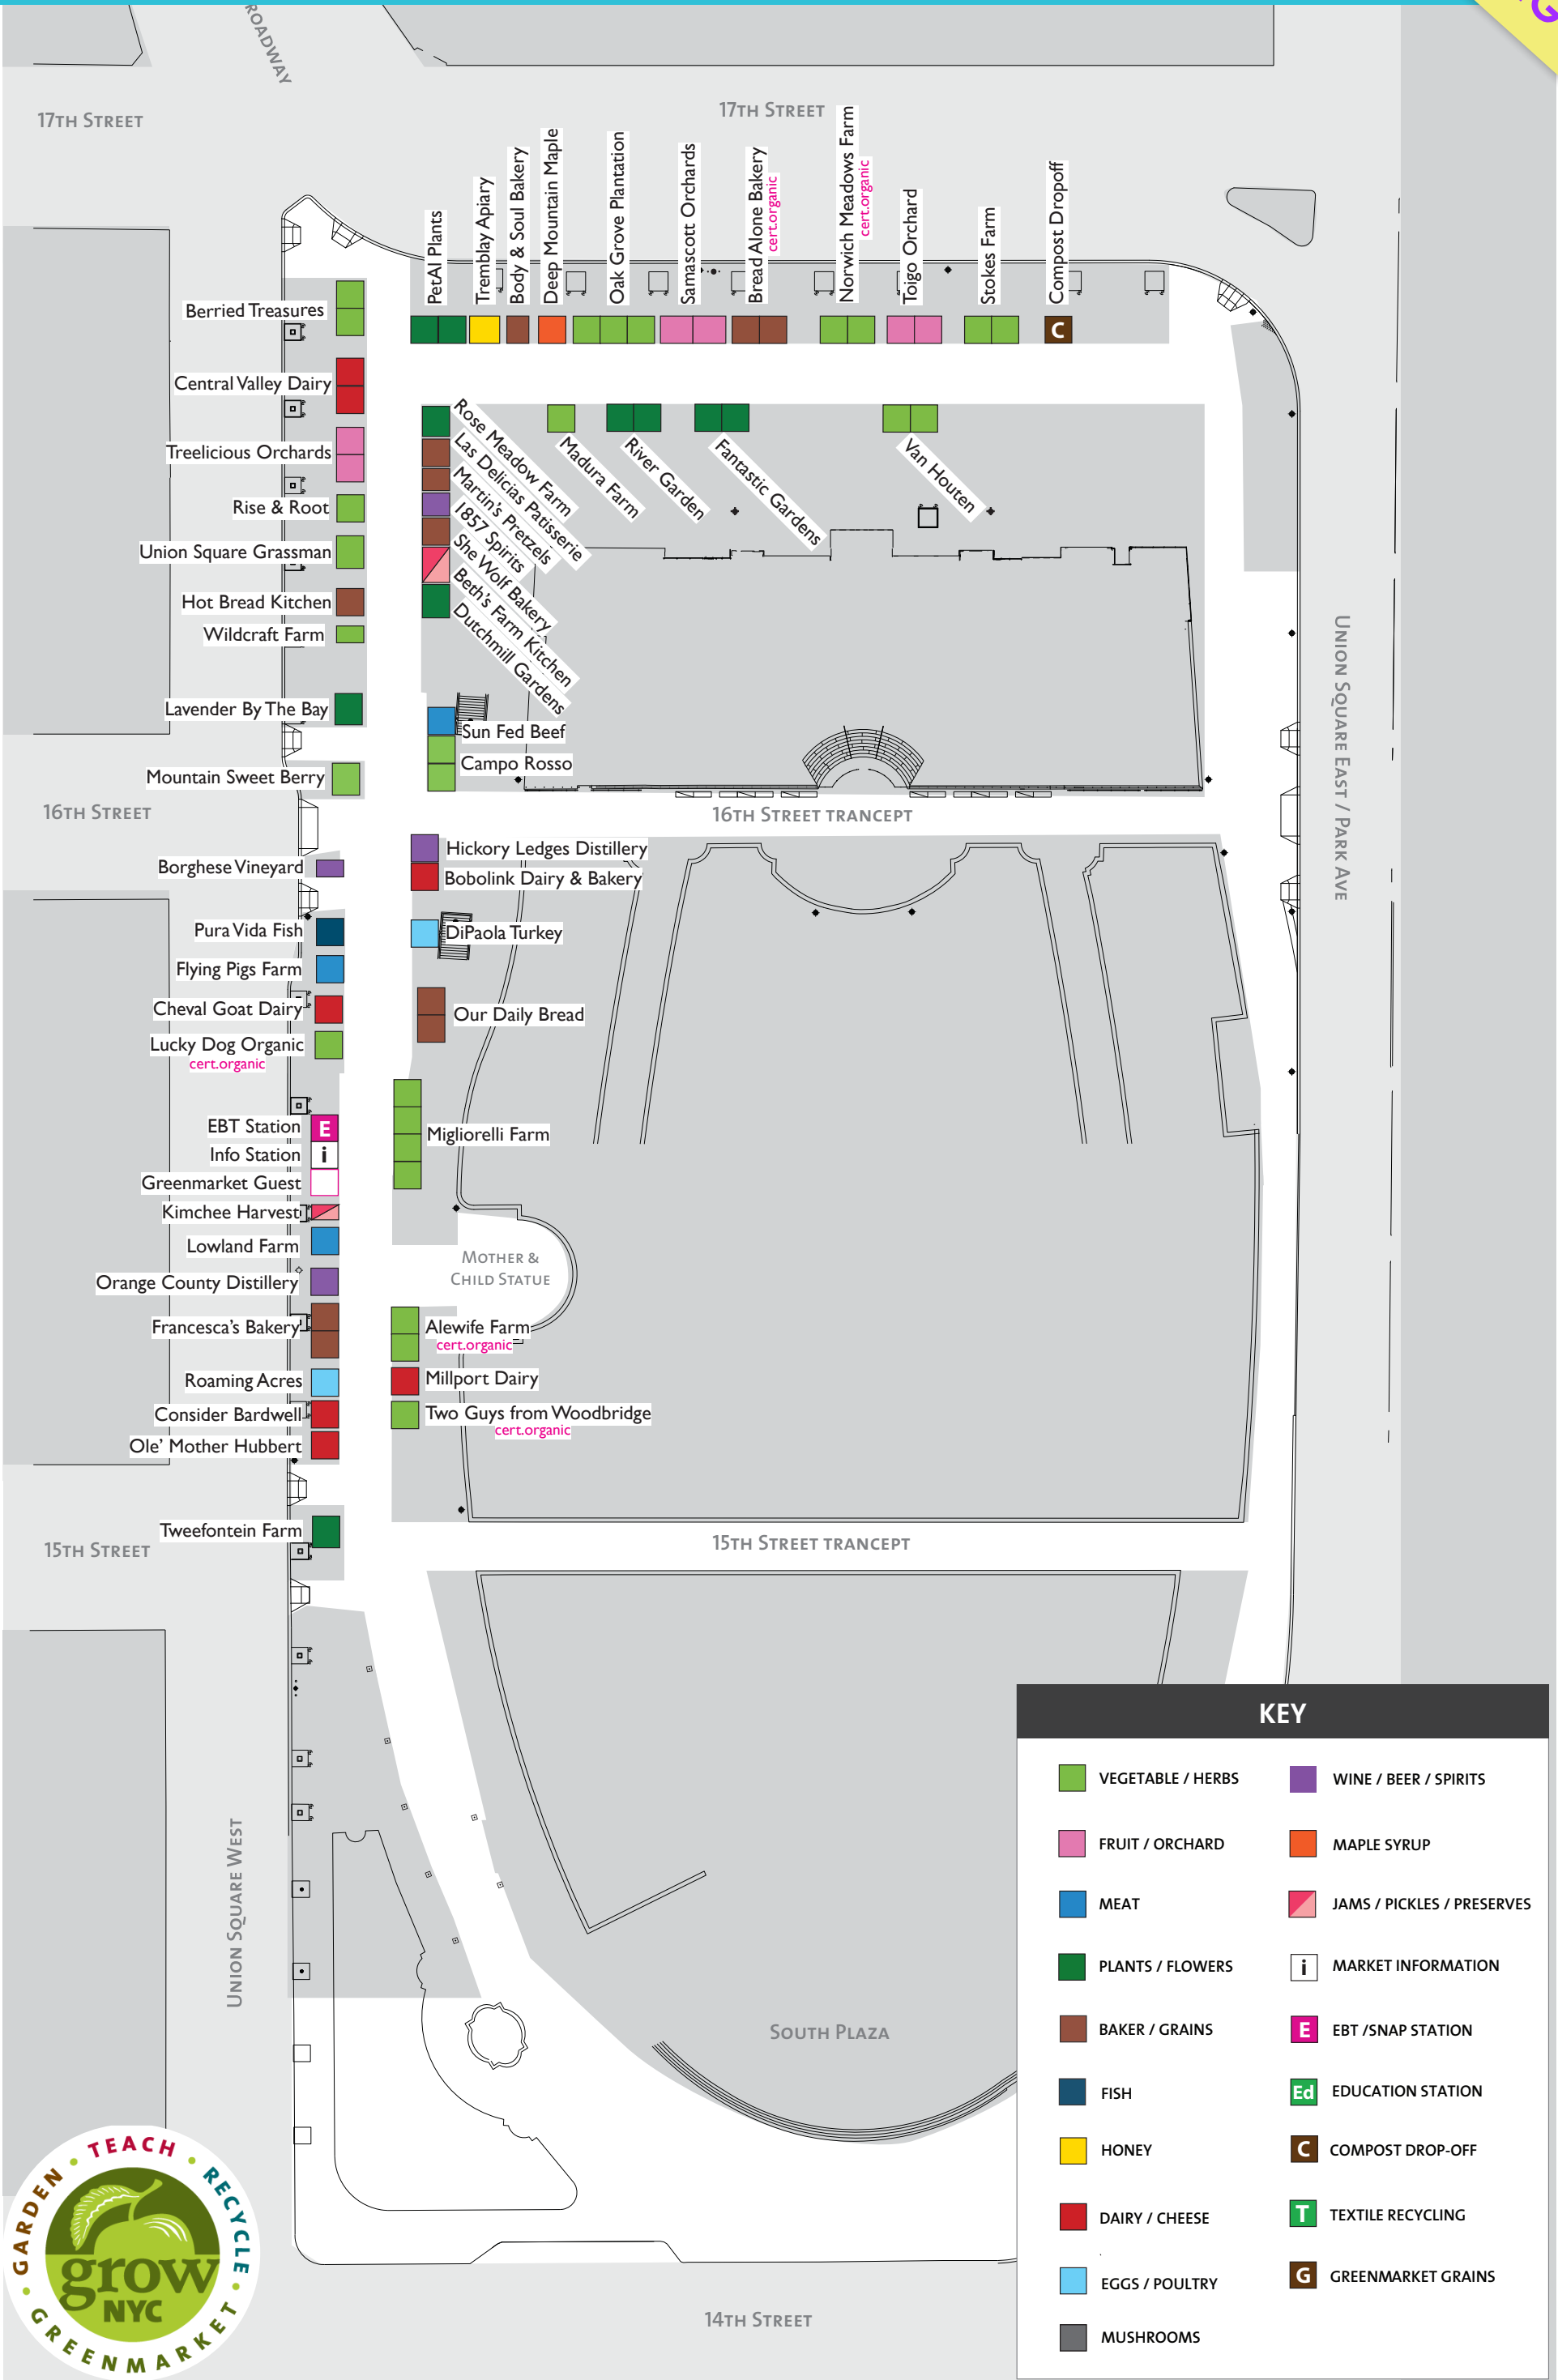 ROADWAY
G
17TH STREET
17TH STREET
PetAl Plants
Tremblay Apiary
Body & Soul Bakery
Deep Mountain Maple
Oak Grove Plantation
Samascott Orchards
Bread Alone Bakery
cert.organic
Norwich Meadows Farm
cert.organic
Toigo Orchard
Stokes Farm
Compost Dropoff
C
Berried Treasures
Central Valley Dairy
Treelicious Orchards
Rise & Root
Union Square Grassman
Hot Bread Kitchen
Wildcraft Farm
Lavender By The Bay
Mountain Sweet Berry
Rose Meadow Farm
Las Delicias Patisserie
Martin's Pretzels
1857 Spirits
She Wolf Bakery
Beth's Farm Kitchen
Dutchmill Gardens
Madura Farm
River Garden
Fantastic Gardens
Van Houten
Sun Fed Beef
Campo Rosso
UNION SQUARE EAST / PARK AVE
16TH STREET
16TH STREET TRANCEPT
Borghese Vineyard
Pura Vida Fish
Flying Pigs Farm
Cheval Goat Dairy
Lucky Dog Organic
cert.organic
EBT Station
E
Info Station
i
Greenmarket Guest
Kimchee Harvest
Lowland Farm
Orange County Distillery
Francesca's Bakery
Roaming Acres
Consider Bardwell
Ole' Mother Hubbert
Tweefontein Farm
Hickory Ledges Distillery
Bobolink Dairy & Bakery
DiPaola Turkey
Our Daily Bread
Migliorelli Farm
MOTHER &
CHILD STATUE
Alewife Farm
cert.organic
Millport Dairy
Two Guys from Woodbridge
cert.organic
15TH STREET
15TH STREET TRANCEPT
UNION SQUARE WEST
SOUTH PLAZA
14TH STREET
KEY
VEGETABLE / HERBS
FRUIT / ORCHARD
MEAT
PLANTS / FLOWERS
BAKER / GRAINS
FISH
HONEY
DAIRY / CHEESE
EGGS / POULTRY
MUSHROOMS
WINE / BEER / SPIRITS
MAPLE SYRUP
JAMS / PICKLES / PRESERVES
i MARKET INFORMATION
E EBT /SNAP STATION
Ed EDUCATION STATION
C COMPOST DROP-OFF
T TEXTILE RECYCLING
G GREENMARKET GRAINS
GARDEN • TEACH • RECYCLE • GREENMARKET •
grow
NYC